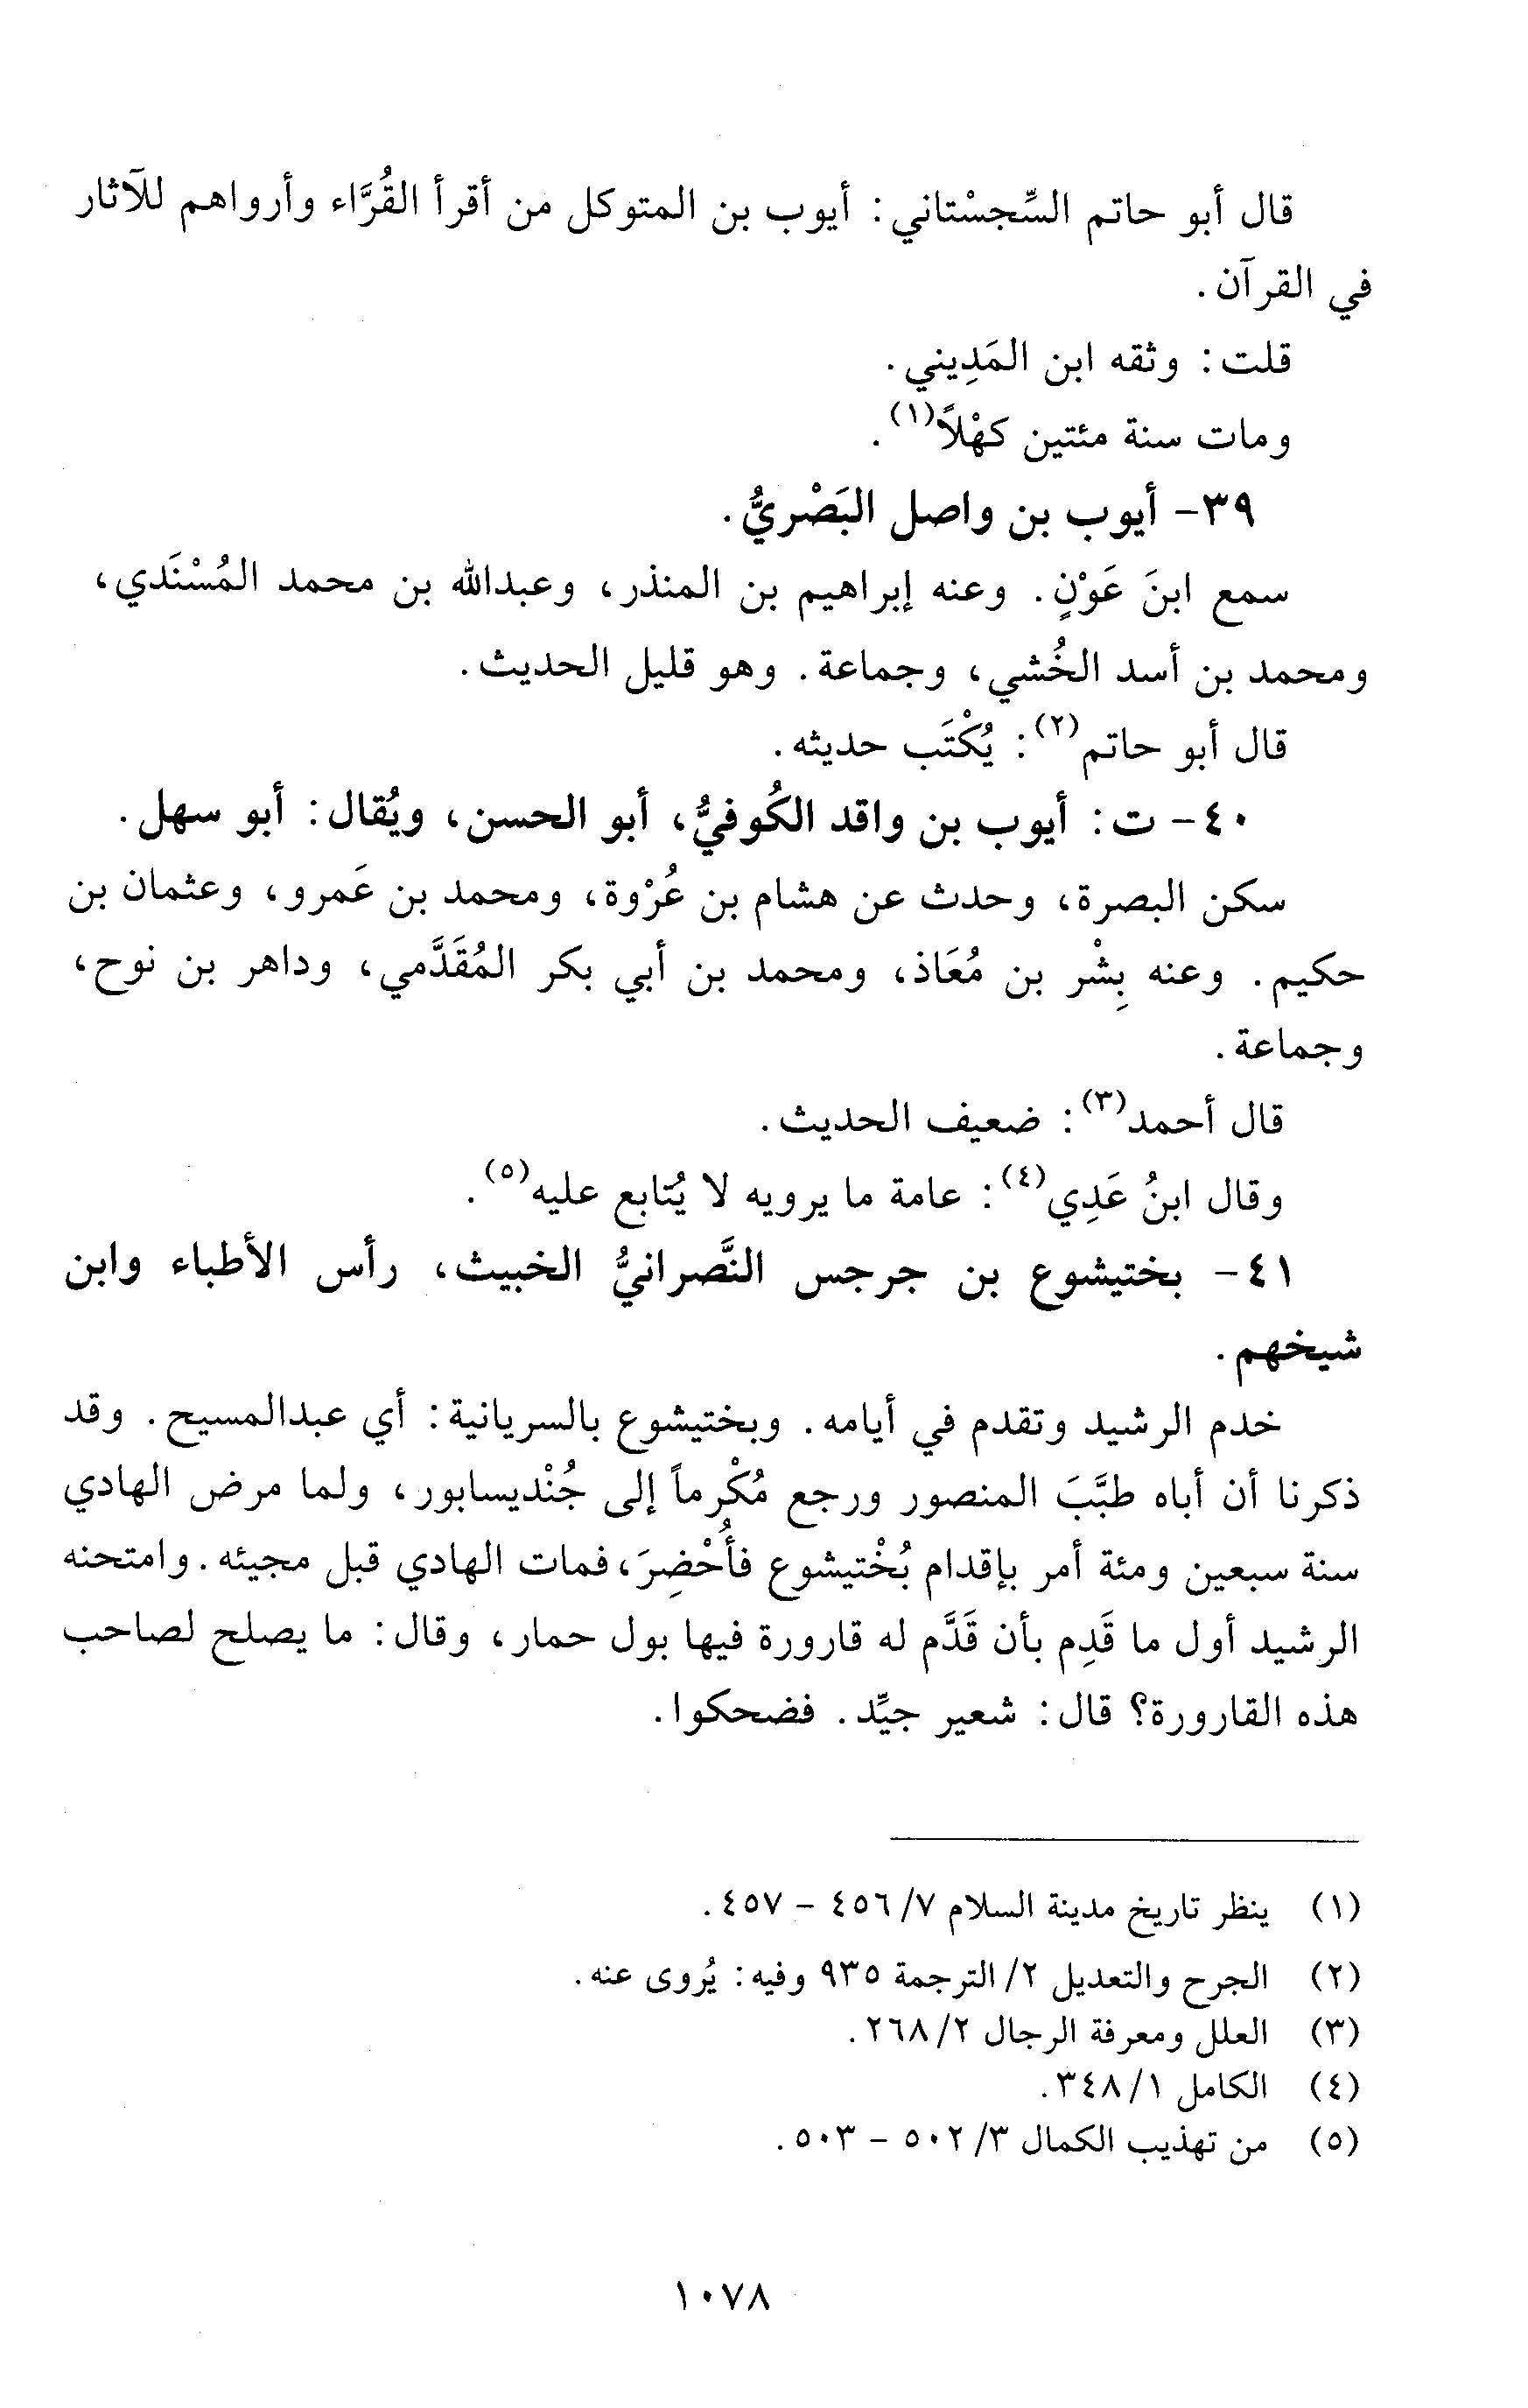 قال أبو حاتم السِّجسْتاني: أيوب بن المتوكل من أقرأ القُرَّاء وأرواهم للآثار
في القرآن.
قلت: وثقه ابن المَدِيني.
ومات سنة مئتين كهْلاً(١).
٣٩- أيوب بن واصل البَصْريُّ.
سمع ابنَ عَوْنٍ. وعنه إبراهيم بن المنذر، وعبدالله بن محمد المُسْنَدي،
ومحمد بن أسد الخُشي، وجماعة. وهو قليل الحديث.
قال أبو حاتم(٢): يُكْتَب حديثه.
٤٠- ت: أيوب بن واقد الكُوفيُّ، أبو الحسن، ويُقال: أبو سهل.
سكن البصرة، وحدث عن هشام بن عُرْوة، ومحمد بن عَمرو، وعثمان بن
حكيم. وعنه بِشْر بن مُعَاذ، ومحمد بن أبي بكر المُقَدَّمي، وداهر بن نوح،
وجماعة.
قال أحمد(٣): ضعيف الحديث.
وقال ابنُ عَدِي(٤): عامة ما يرويه لا يُتابع عليه(٥).
٤١- بختيشوع بن جرجس النَّصرانيُّ الخبيث، رأس الأطباء وابن
شيخهم.
خدم الرشيد وتقدم في أيامه. وبختيشوع بالسريانية: أي عبدالمسيح. وقد
ذكرنا أن أباه طبَّبَ المنصور ورجع مُكْرماً إلى جُنْديسابور، ولما مرض الهادي
سنة سبعين ومئة أمر بإقدام بُخْتيشوع فأُحْضِرَ، فمات الهادي قبل مجيئه. وامتحنه
الرشيد أول ما قَدِم بأن قَدَّم له قارورة فيها بول حمار، وقال: ما يصلح لصاحب
هذه القارورة؟ قال: شعير جيِّد. فضحكوا.
(١) ينظر تاريخ مدينة السلام ٧/ ٤٥٦ - ٤٥٧.
(٢) الجرح والتعديل ٢/ الترجمة ٩٣٥ وفيه: يُروى عنه.
(٣) العلل ومعرفة الرجال ٢/ ٢٦٨.
(٤) الكامل ١/ ٣٤٨.
(٥) من تهذيب الكمال ٣/ ٥٠٢ - ٥٠٣.
١٠٧٨